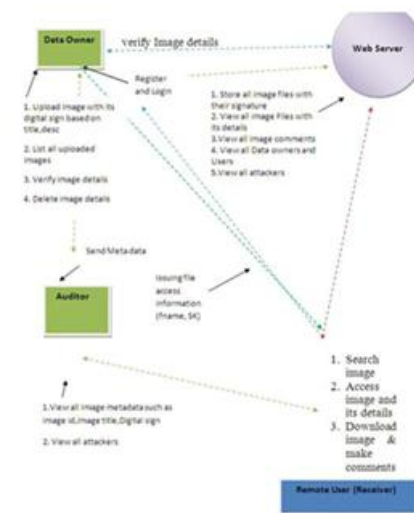 Data Owner
verify Image details
Web Server
Register
and Login
1. Upload Image with its
digital sign based on
title,desc
2. List all uploaded
images
3. Verify image details
4. Delete image details
1. Store all image files with
their signature
2. View all image Files with
its details
3.View all image comments
4. View all Data owners and
Users
5.View all attackers
Send Metadata
Issuing file
access
information
(fname, SK)
Auditor
1.View all Image metadata such as
image id,image title,Digital sign
2. View all attackers
1. Search
image
2. Access
image and
its details
3. Download
image &
make
comments
Remote User (Receiver)